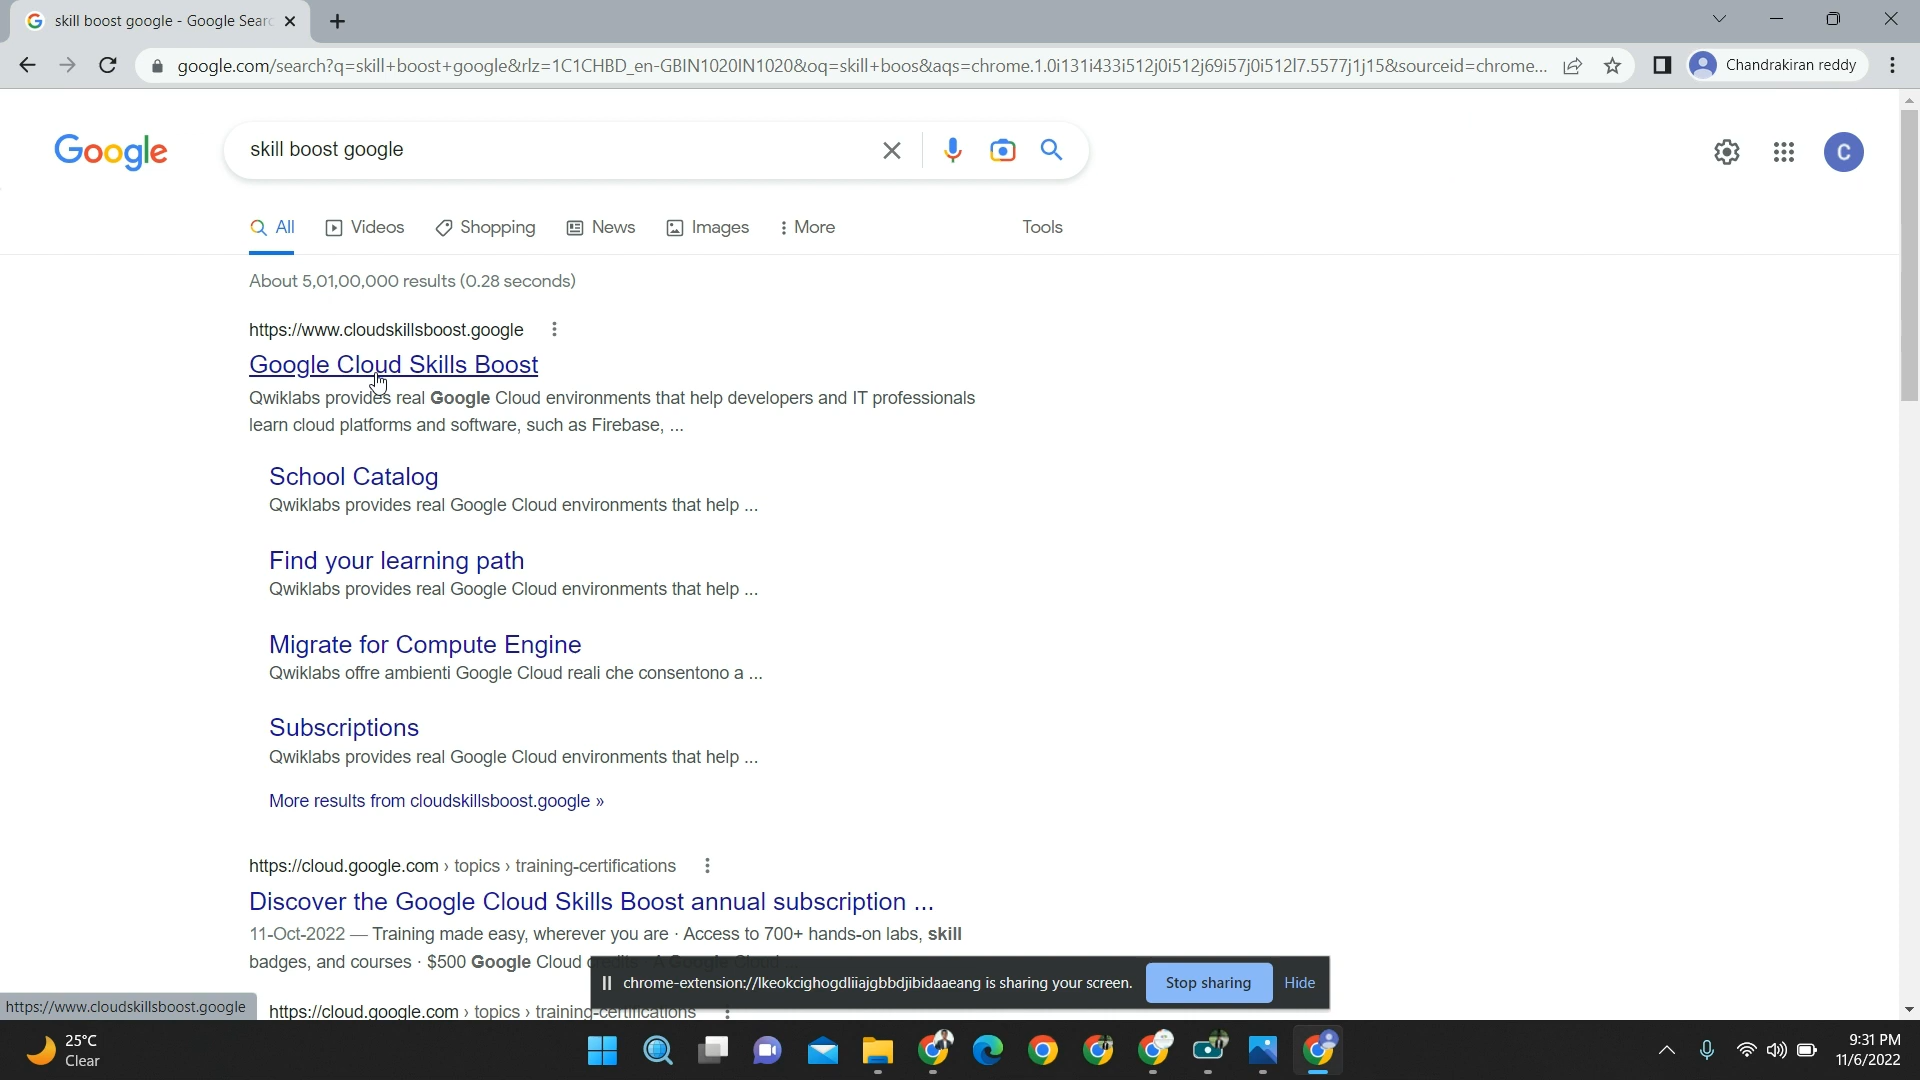 skill boost google - Google Sear
google.com/search?q=skill+boost+google&rlz=1C1CHBD_en-GBIN1020IN1020&oq=skill+boos&aqs=chrome.1.0i131i433i512j0i512j69i57j0i512l7.5577j1j15&sourceid=chrome...
Chandrakiran reddy
Google
skill boost google
C
All
Videos
Shopping
News
Images
More
Tools
About 5,01,00,000 results (0.28 seconds)
https://www.cloudskillsboost.google
Google Cloud Skills Boost
Qwiklabs provides real Google Cloud environments that help developers and IT professionals
learn cloud platforms and software, such as Firebase, ...
School Catalog
Qwiklabs provides real Google Cloud environments that help ...
Find your learning path
Qwiklabs provides real Google Cloud environments that help ...
Migrate for Compute Engine
Qwiklabs offre ambienti Google Cloud reali che consentono a ...
Subscriptions
Qwiklabs provides real Google Cloud environments that help ...
More results from cloudskillsboost.google »
https://cloud.google.com › topics › training-certifications
Discover the Google Cloud Skills Boost annual subscription ...
11-Oct-2022 — Training made easy, wherever you are · Access to 700+ hands-on labs, skill
badges, and courses · $500 Google Cloud credits · A Google Cloud ...
chrome-extension://lkeokcighogdliiajgbbdjibidaaeang is sharing your screen.
Stop sharing
Hide
https://www.cloudskillsboost.google
https://cloud.google.com › topics › training-certifications
25°C
Clear
9:31 PM
11/6/2022